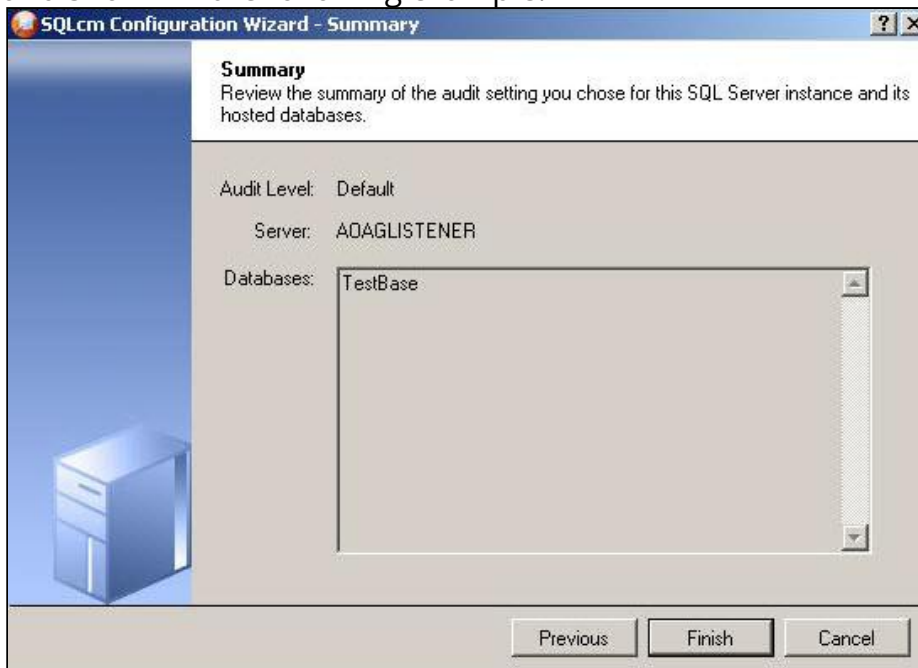 SQLcm Configuration Wizard - Summary
Summary
Review the summary of the audit setting you chose for this SQL Server instance and its
hosted databases.
Audit Level: Default
Server: AOAGLISTENER
Databases: TestBase
Previous Finish Cancel